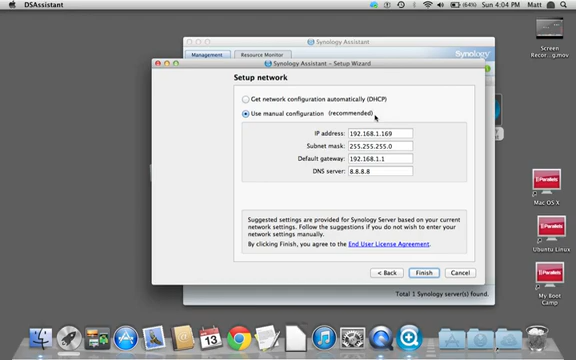 DSAssistant
(64%)
Sun 4:04 PM
Matt
Synology Assistant
Management
Resource Monitor
Synology
Synology Assistant - Setup Wizard
Setup network
Get network configuration automatically (DHCP)
Use manual configuration (recommended)
IP address: 192.168.1.169
Subnet mask: 255.255.255.0
Default gateway: 192.168.1.1
DNS server: 8.8.8.8
Suggested settings are provided for Synology Server based on your current
network settings. Follow the suggestions if you do not wish to enter your
network settings manually.
By clicking Finish, you agree to the End User License Agreement.
< Back
Finish
Cancel
Total 1 Synology server(s) found.
Screen
Recor...g.mov
Parallels
Mac OS X
Parallels
Ubuntu Linux
Parallels
My Boot
Camp
13